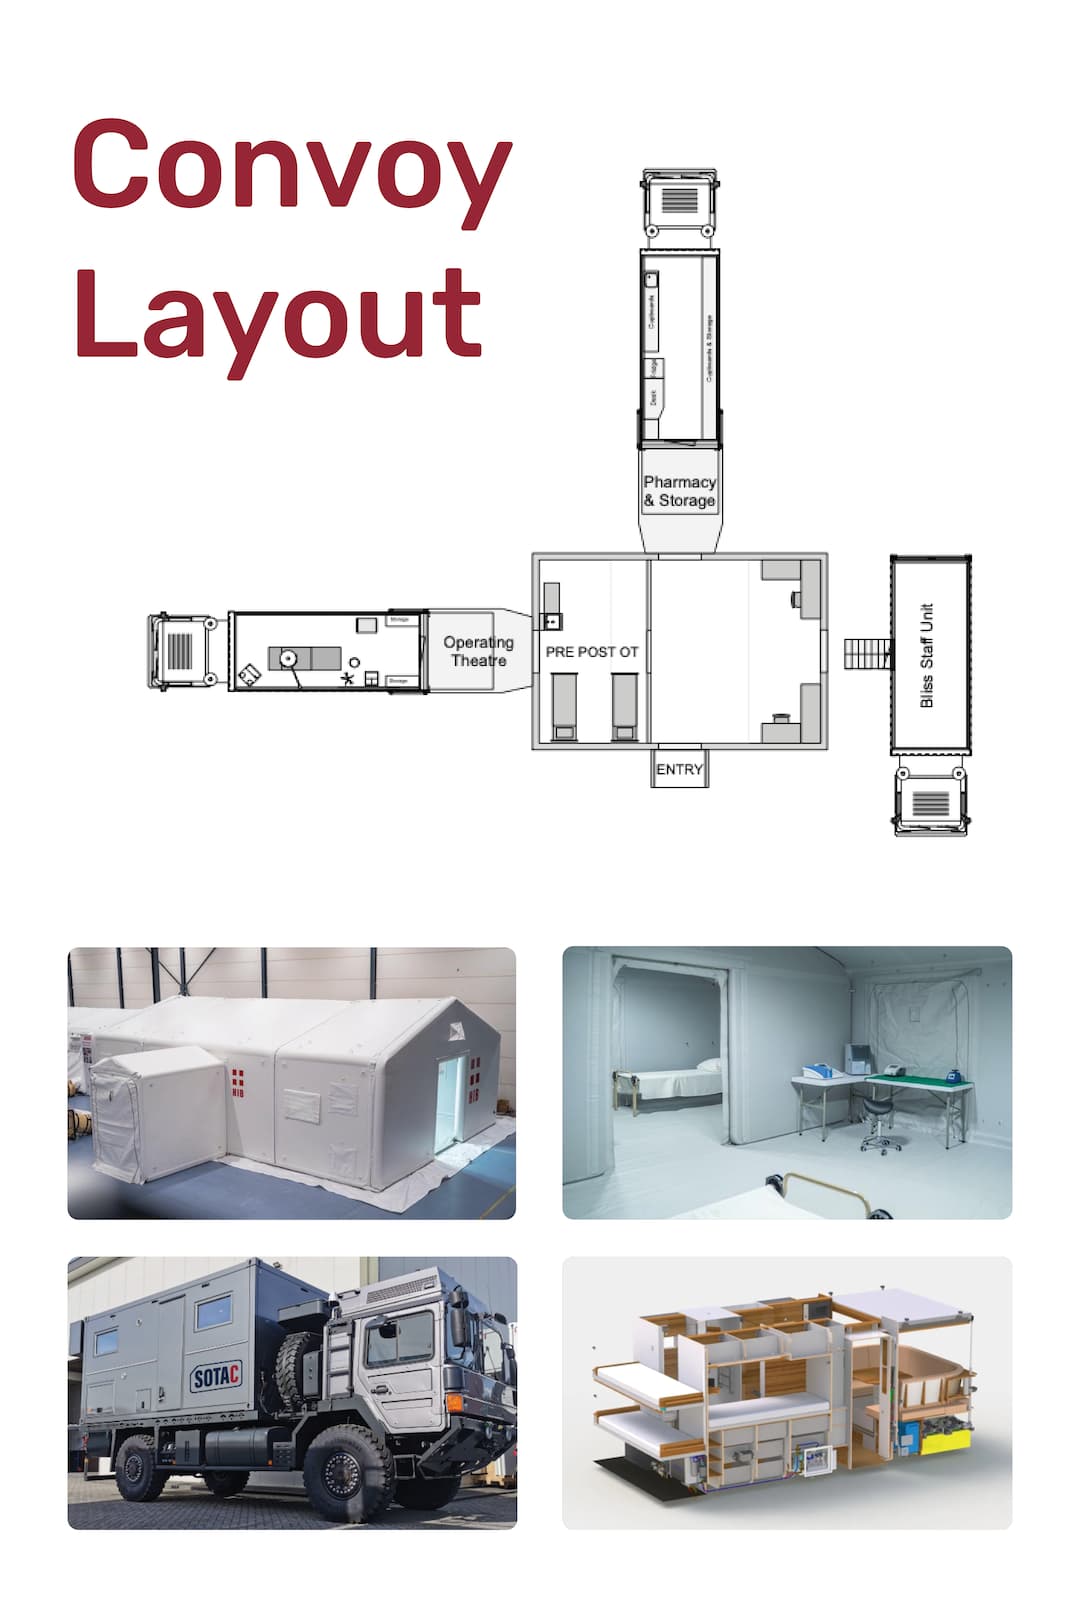 Convoy
Layout
Cupboards
Cupboards & Storage
Fridge
Desk
Pharmacy
& Storage
Storage
Operating
Theatre
Storage
PRE POST OT
Bliss Staff Unit
ENTRY
HIB
HIB
SOTAC